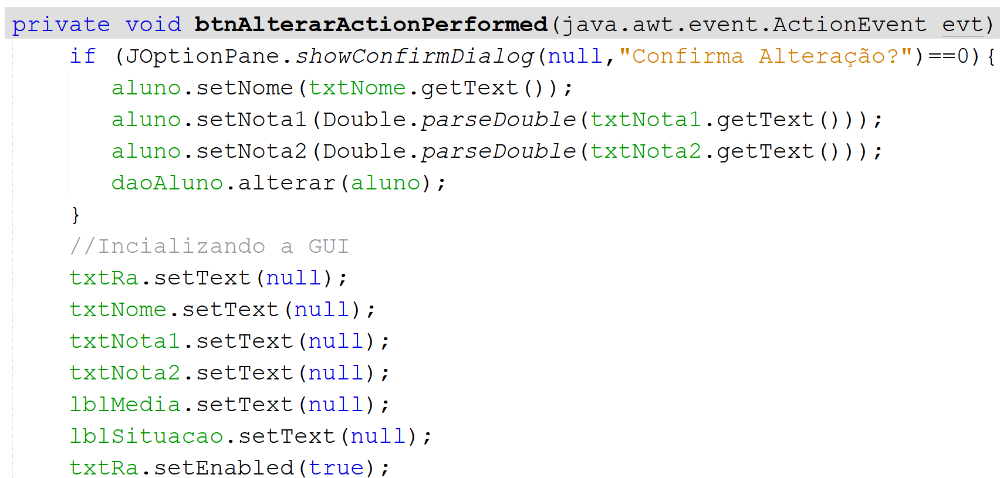 private void btnAlterarActionPerformed(java.awt.event.ActionEvent evt)
if (JOptionPane.showConfirmDialog(null,"Confirma Alteração?")==0){
aluno.setNome(txtNome.getText());
aluno.setNota1(Double.parseDouble(txtNota1.getText()));
aluno.setNota2(Double.parseDouble(txtNota2.getText()));
daoAluno.alterar(aluno);
}
//Incializando a GUI
txtRa.setText(null);
txtNome.setText(null);
txtNota1.setText(null);
txtNota2.setText(null);
lblMedia.setText(null);
lblSituacao.setText(null);
txtRa.setEnabled(true);